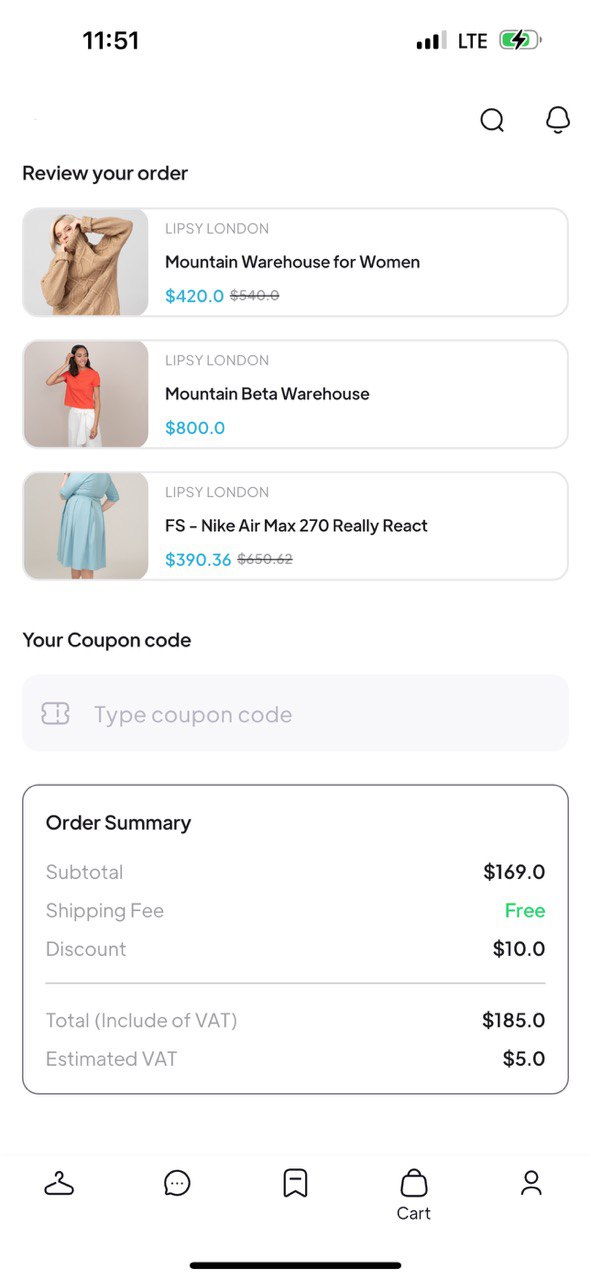 11:51
LTE
Review your order
LIPSY LONDON
Mountain Warehouse for Women
$420.0 $540.0
LIPSY LONDON
Mountain Beta Warehouse
$800.0
LIPSY LONDON
FS - Nike Air Max 270 Really React
$390.36 $650.62
Your Coupon code
Type coupon code
Order Summary
Subtotal $169.0
Shipping Fee Free
Discount $10.0
Total (Include of VAT) $185.0
Estimated VAT $5.0
Cart